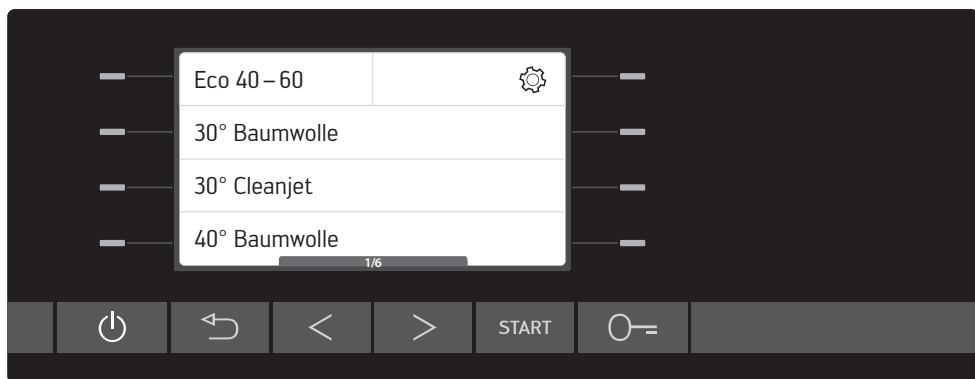 Eco 40 – 60
30° Baumwolle
30° Cleanjet
40° Baumwolle
1/6
START